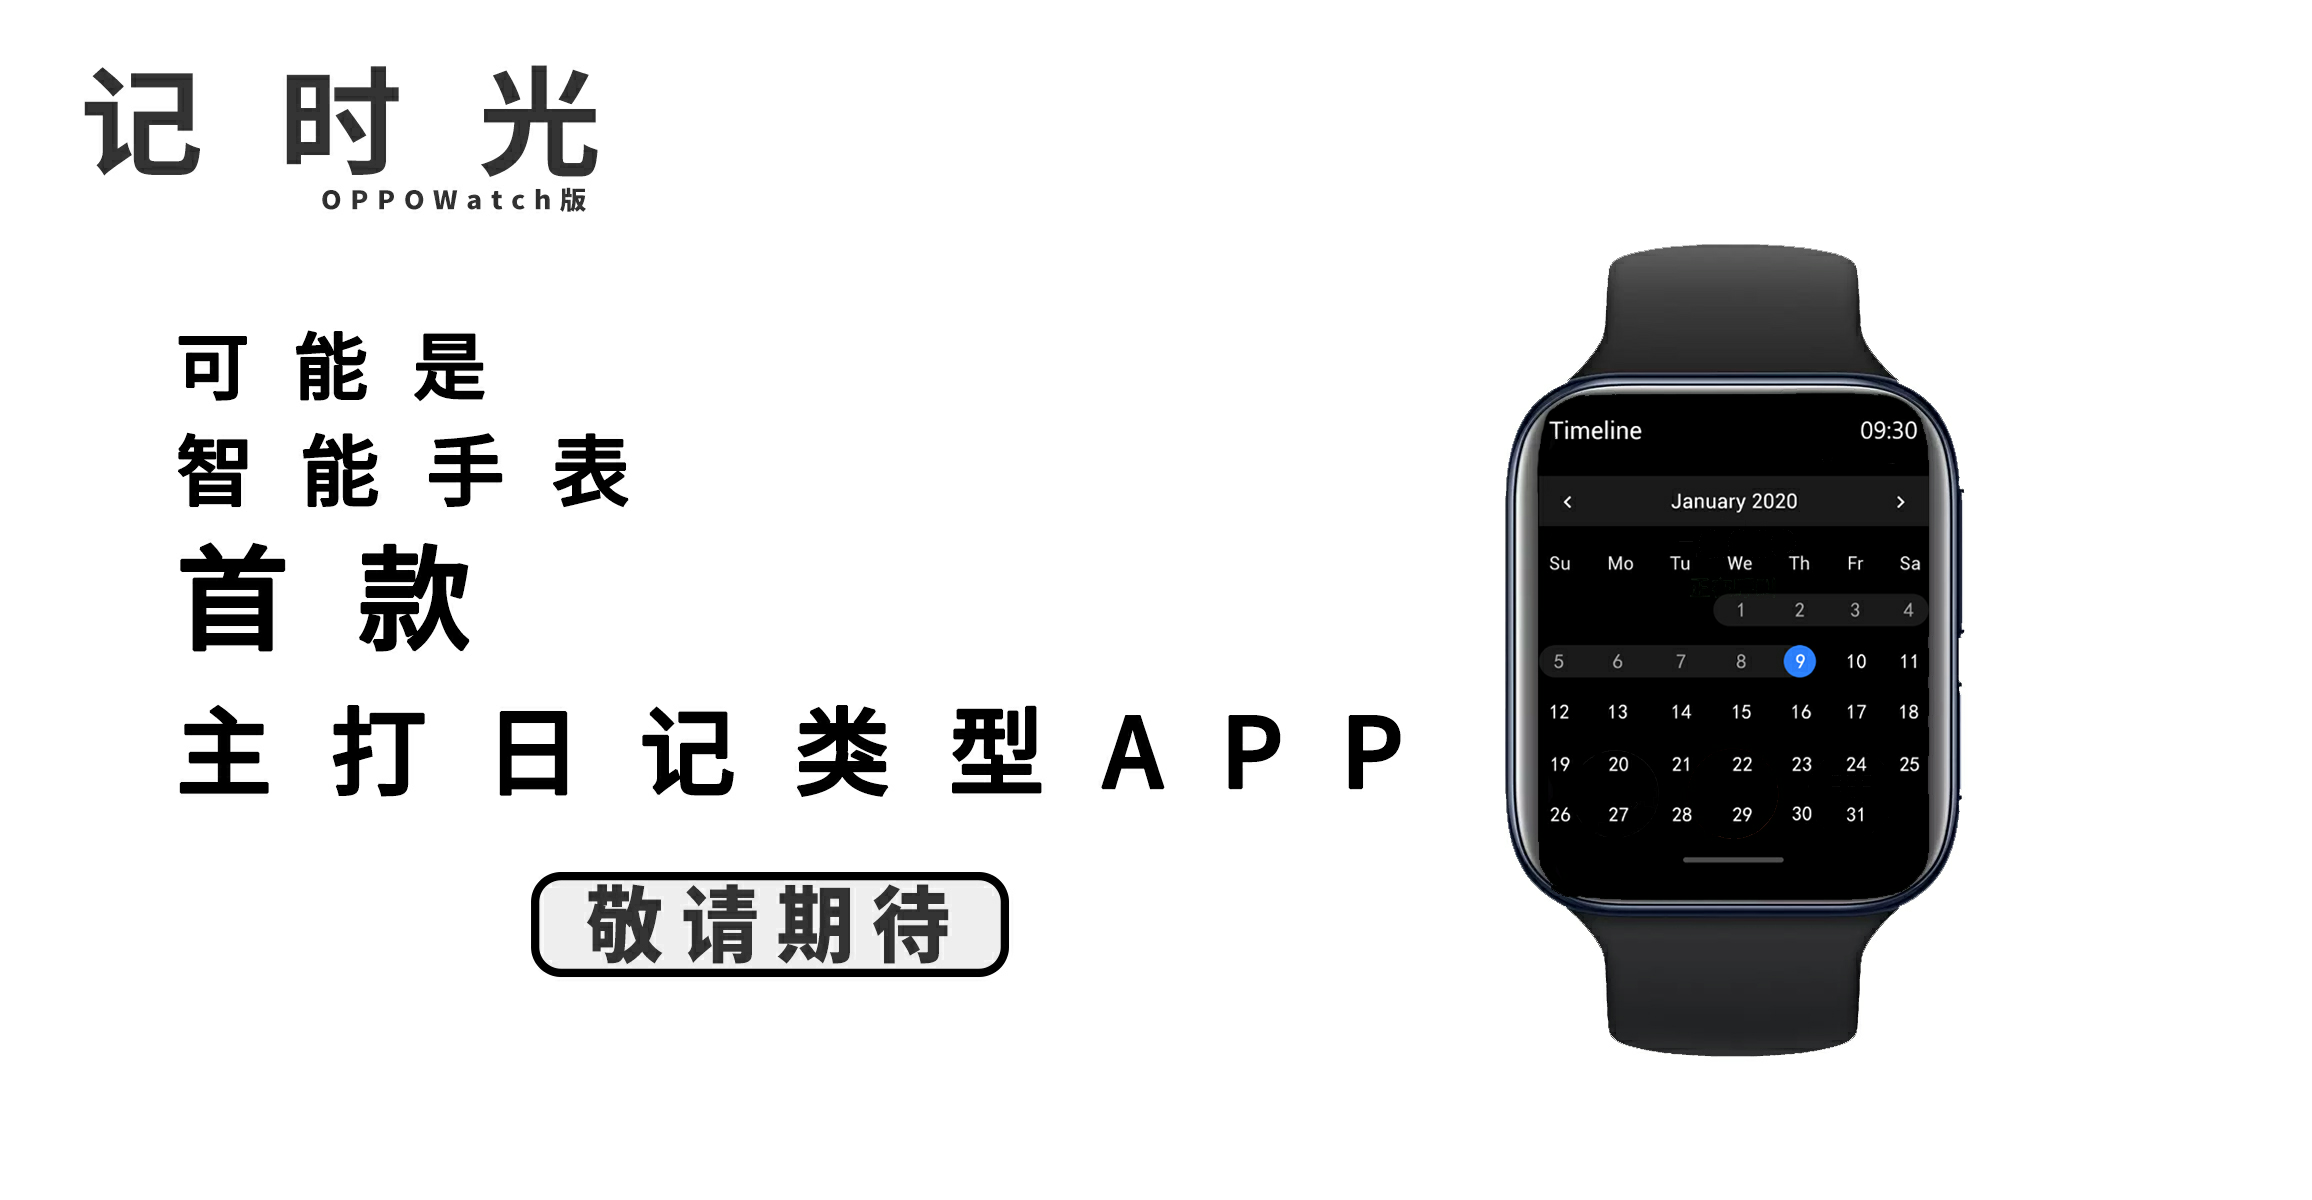 记时光
OPPOWatch版
可能是
智能手表
首款
主打日记类型APP
敬请期待
Timeline 09:30
‹ January 2020 ›
Su Mo Tu We Th Fr Sa
1 2 3 4
5 6 7 8 9 10 11
12 13 14 15 16 17 18
19 20 21 22 23 24 25
26 27 28 29 30 31